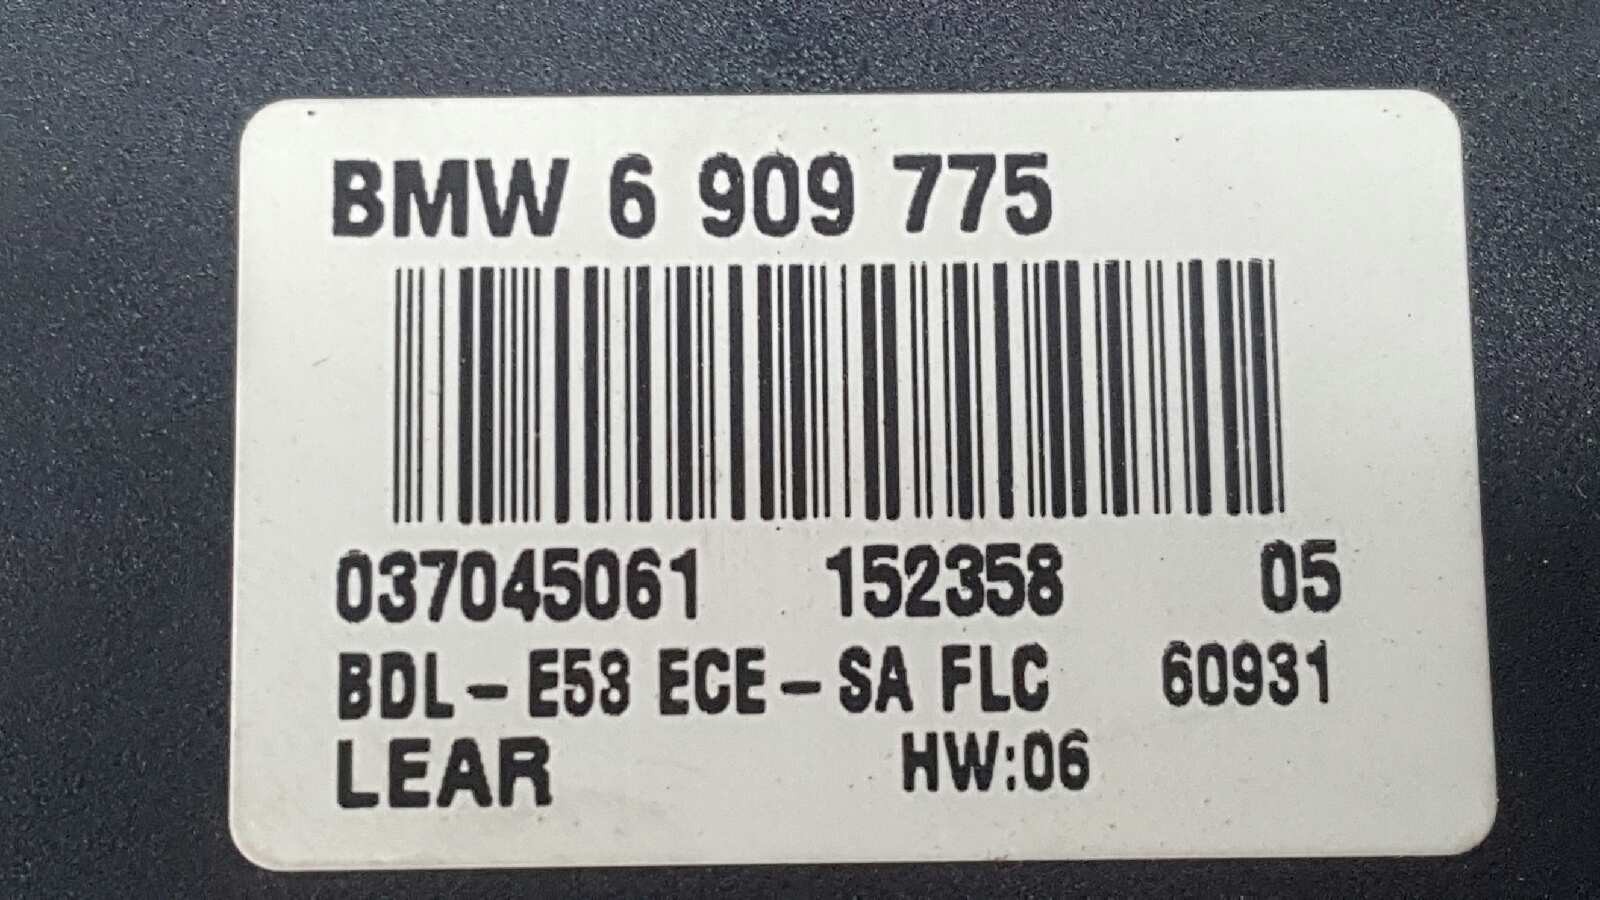 BMW 6 909 775
037045061 152358 05
BDL-E53 ECE-SA FLC 60931
LEAR HW:06